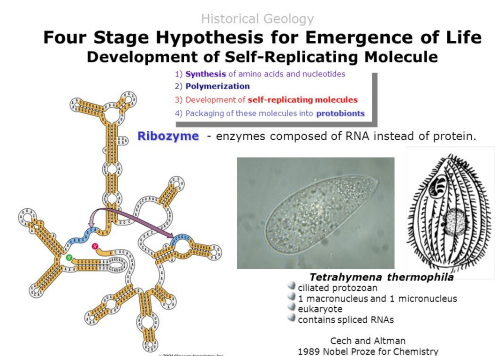 Historical Geology
Four Stage Hypothesis for Emergence of Life
Development of Self-Replicating Molecule
1) Synthesis of amino acids and nucleotides
2) Polymerization
3) Development of self-replicating molecules
4) Packaging of these molecules into protobionts
Ribozyme - enzymes composed of RNA instead of protein.
Tetrahymena thermophila
ciliated protozoan
1 macronucleus and 1 micronucleus
eukaryote
contains spliced RNAs
Cech and Altman
1989 Nobel Proze for Chemistry